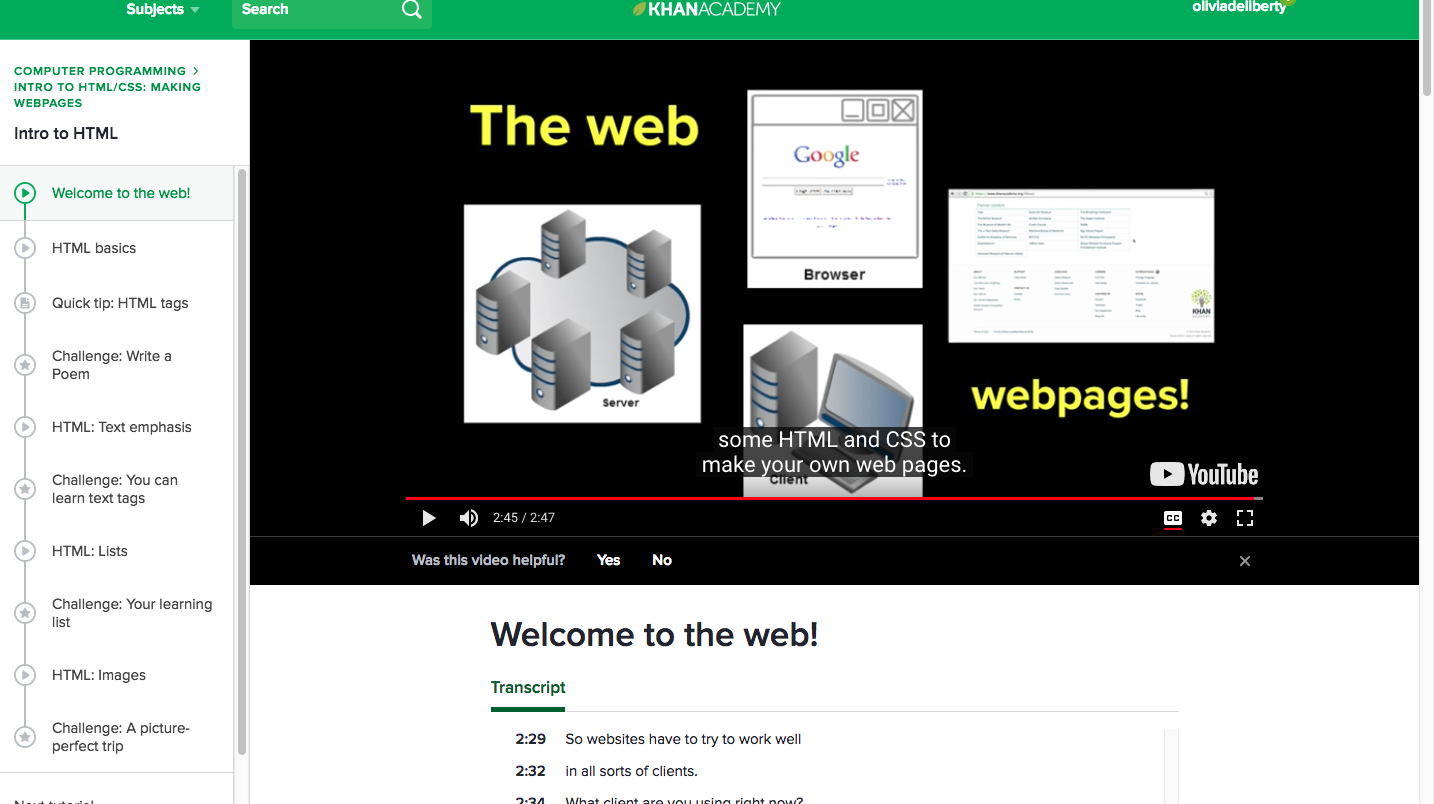 Subjects
Search
KHANACADEMY
oliviadeliberty
COMPUTER PROGRAMMING >
INTRO TO HTML/CSS: MAKING
WEBPAGES
Intro to HTML
Welcome to the web!
HTML basics
Quick tip: HTML tags
Challenge: Write a
Poem
HTML: Text emphasis
Challenge: You can
learn text tags
HTML: Lists
Challenge: Your learning
list
HTML: Images
Challenge: A picture-
perfect trip
Next tutorial
The web
Google
Browser
Server
Client
KHAN
webpages!
some HTML and CSS to
make your own web pages.
YouTube
2:45 / 2:47
CC
Was this video helpful?
Yes
No
Welcome to the web!
Transcript
2:29 So websites have to try to work well
2:32 in all sorts of clients.
2:34 What client are you using right now?